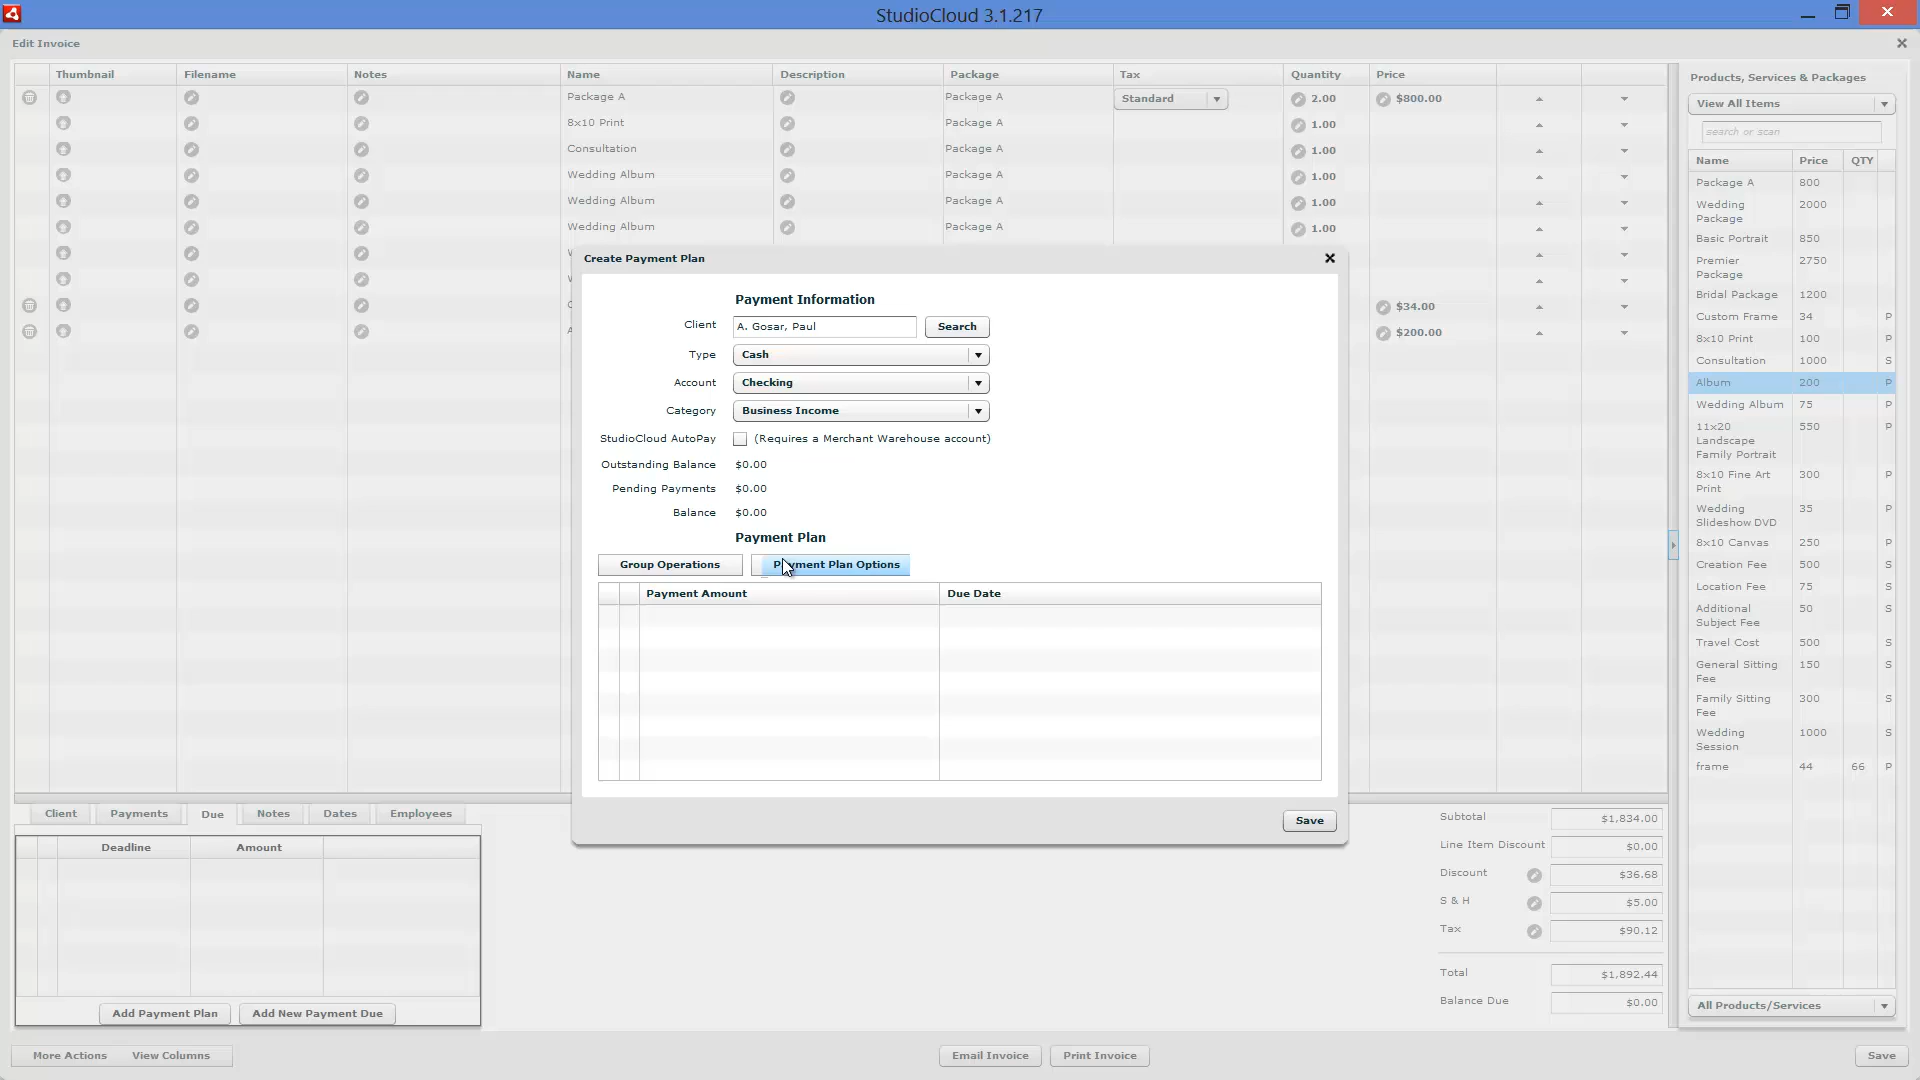 StudioCloud 3.1.217
Edit Invoice
Thumbnail Filename Notes Name Description Package Tax Quantity Price
Package A Package A Standard 2.00 $800.00
8x10 Print Package A 1.00
Consultation Package A 1.00
Wedding Album Package A 1.00
Wedding Album Package A 1.00
Wedding Album Package A 1.00
$34.00
$200.00
Products, Services & Packages
View All Items
search or scan
Name Price QTY
Package A 800
Wedding 2000
Package
Basic Portrait 850
Premier 2750
Package
Bridal Package 1200
Custom Frame 34 P
8x10 Print 100 P
Consultation 1000 S
Album 200 P
Wedding Album 75 P
11x20 550 P
Landscape
Family Portrait
8x10 Fine Art 300 P
Print
Wedding 35 P
Slideshow DVD
8x10 Canvas 250 P
Creation Fee 500 S
Location Fee 75 S
Additional 50 S
Subject Fee
Travel Cost 500 S
General Sitting 150 S
Fee
Family Sitting 300 S
Fee
Wedding 1000 S
Session
frame 44 66 P
All Products/Services
Create Payment Plan
Payment Information
Client A. Gosar, Paul Search
Type Cash
Account Checking
Category Business Income
StudioCloud AutoPay (Requires a Merchant Warehouse account)
Outstanding Balance $0.00
Pending Payments $0.00
Balance $0.00
Payment Plan
Group Operations Payment Plan Options
Payment Amount Due Date
Save
Client Payments Due Notes Dates Employees
Deadline Amount
Add Payment Plan Add New Payment Due
Subtotal $1,834.00
Line Item Discount $0.00
Discount $36.68
S & H $5.00
Tax $90.12
Total $1,892.44
Balance Due $0.00
More Actions View Columns Email Invoice Print Invoice Save